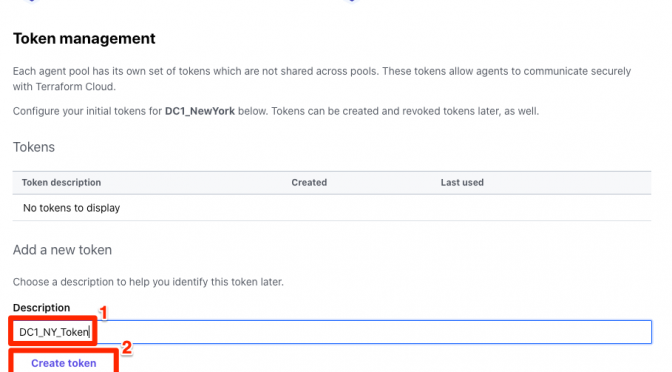 Token management
Each agent pool has its own set of tokens which are not shared across pools. These tokens allow agents to communicate securely
with Terraform Cloud.
Configure your initial tokens for DC1_NewYork below. Tokens can be created and revoked tokens later, as well.
Tokens
Token description Created Last used
No tokens to display
Add a new token
Choose a description to help you identify this token later.
Description
1
DC1_NY_Token
2
Create token